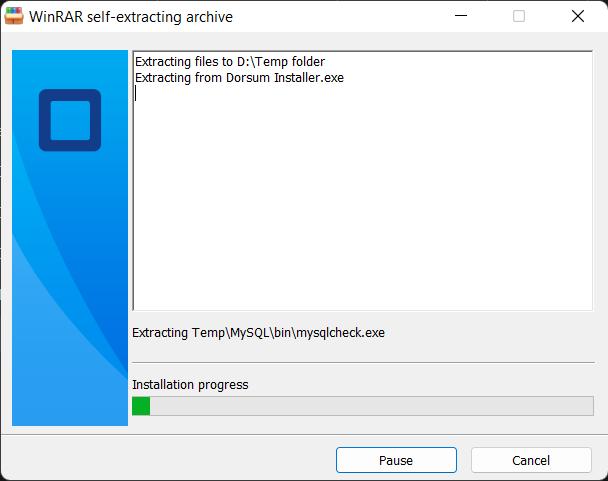 WinRAR self-extracting archive
Extracting files to D:\Temp folder
Extracting from Dorsum Installer.exe
Extracting Temp\MySQL\bin\mysqlcheck.exe
Installation progress
Pause
Cancel